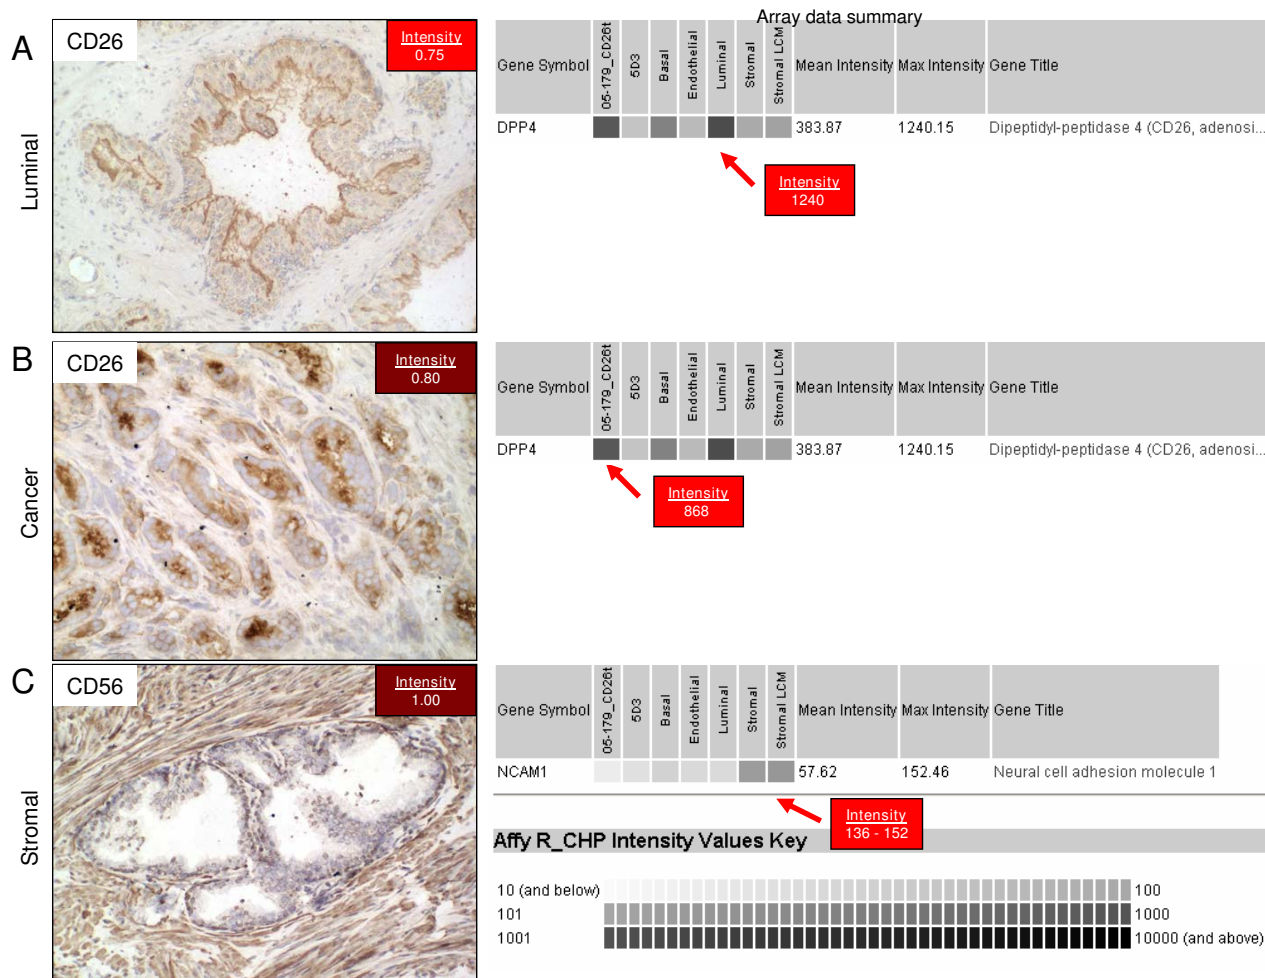 Array data summary
A
CD26
Intensity
0.75
Luminal
Gene Symbol
05-179_CD26t
5D3
Basal
Endothelial
Luminal
Stromal
Stromal LCM
Mean Intensity
Max Intensity
Gene Title
DPP4
383.87
1240.15
Dipeptidyl-peptidase 4 (CD26, adenosi...
Intensity
1240
B
CD26
Intensity
0.80
Cancer
Gene Symbol
05-179_CD26t
5D3
Basal
Endothelial
Luminal
Stromal
Stromal LCM
Mean Intensity
Max Intensity
Gene Title
DPP4
383.87
1240.15
Dipeptidyl-peptidase 4 (CD26, adenosi...
Intensity
868
C
CD56
Intensity
1.00
Stromal
Gene Symbol
05-179_CD26t
5D3
Basal
Endothelial
Luminal
Stromal
Stromal LCM
Mean Intensity
Max Intensity
Gene Title
NCAM1
57.62
152.46
Neural cell adhesion molecule 1
Intensity
136 - 152
Affy R_CHP Intensity Values Key
10 (and below)
100
101
1000
1001
10000 (and above)